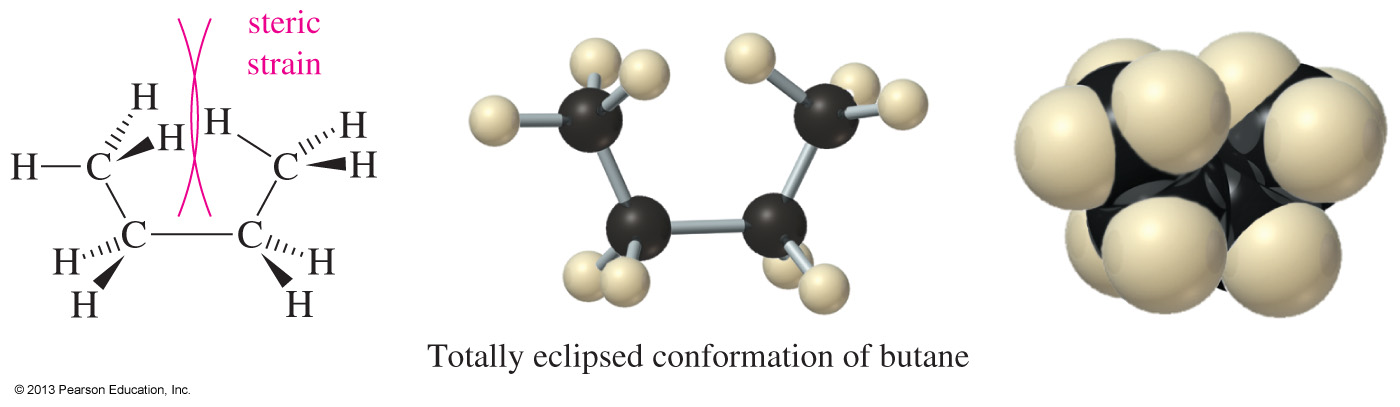 steric
strain
H
H H H
H C C H
C C
H H
H H
Totally eclipsed conformation of butane
© 2013 Pearson Education, Inc.